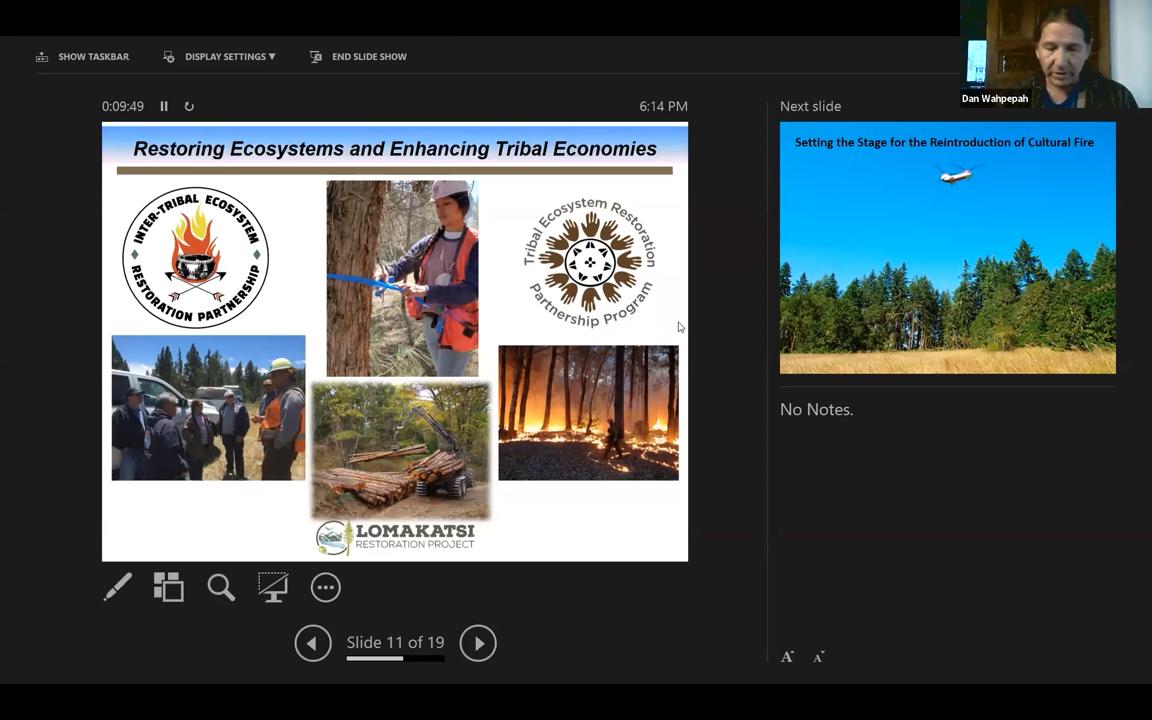 SHOW TASKBAR
DISPLAY SETTINGS ▼
END SLIDE SHOW
Dan Wahpepah
0:09:49
6:14 PM
Next slide
Restoring Ecosystems and Enhancing Tribal Economies
INTER-TRIBAL ECOSYSTEM
RESTORATION PARTNERSHIP
Tribal Ecosystem Restoration
Partnership Program
LOMAKATSI
RESTORATION PROJECT
Setting the Stage for the Reintroduction of Cultural Fire
No Notes.
Slide 11 of 19
A
A